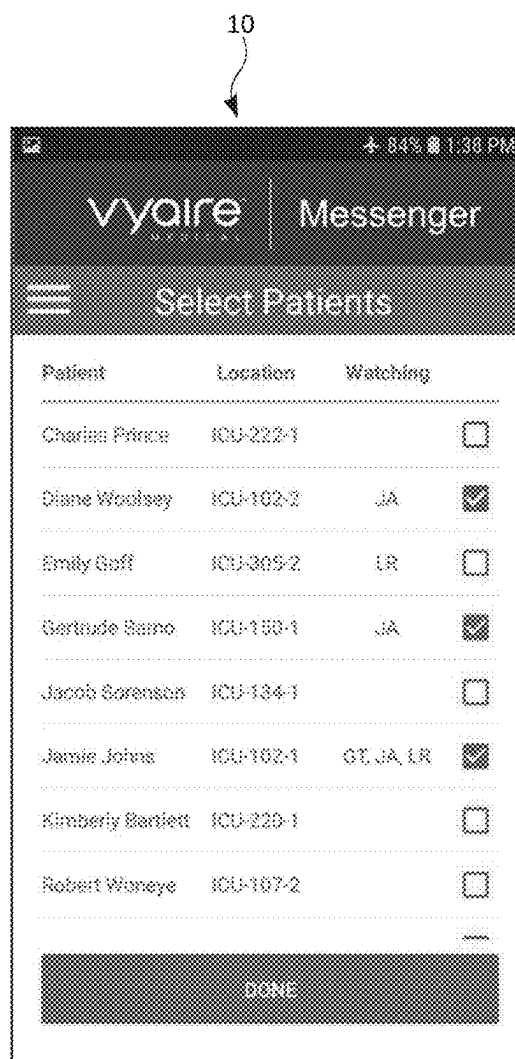 10
84% 1:38 PM
vyaire | Messenger
MEDICAL
Select Patients
Patient Location Watching
Charles Prince ICU-222-1
Diane Woolsey ICU-102-2 JA
Emily Goff ICU-305-2 LR
Gertrude Barno ICU-150-1 JA
Jacob Sorenson ICU-134-1
Jamie Johns ICU-102-1 GT, JA, LR
Kimberly Bartlett ICU-220-1
Robert Woneye ICU-107-2
DONE